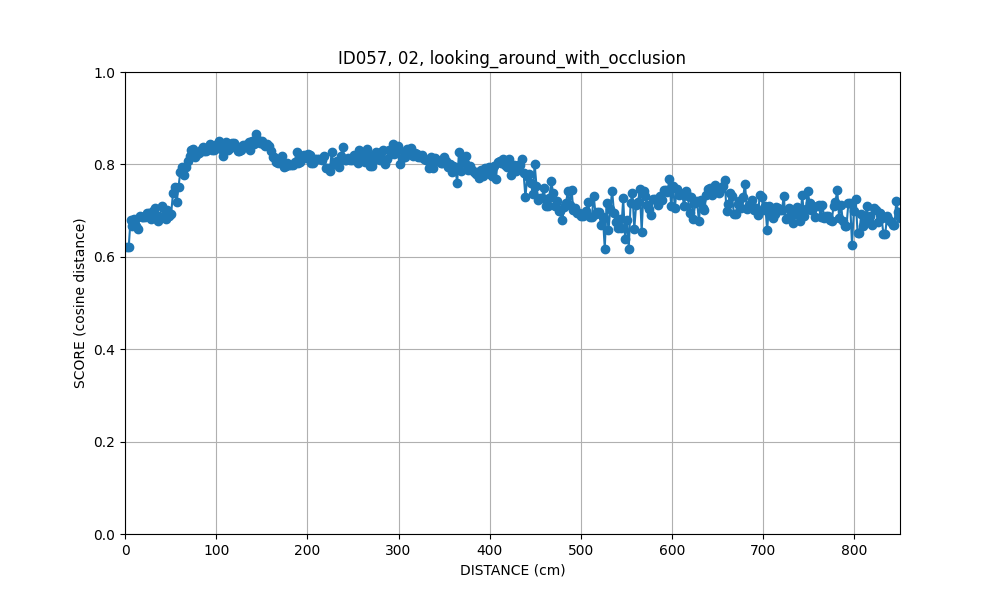 ID057, 02, looking_around_with_occlusion
SCORE (cosine distance)
1.0
0.8
0.6
0.4
0.2
0.0
0 100 200 300 400 500 600 700 800
DISTANCE (cm)